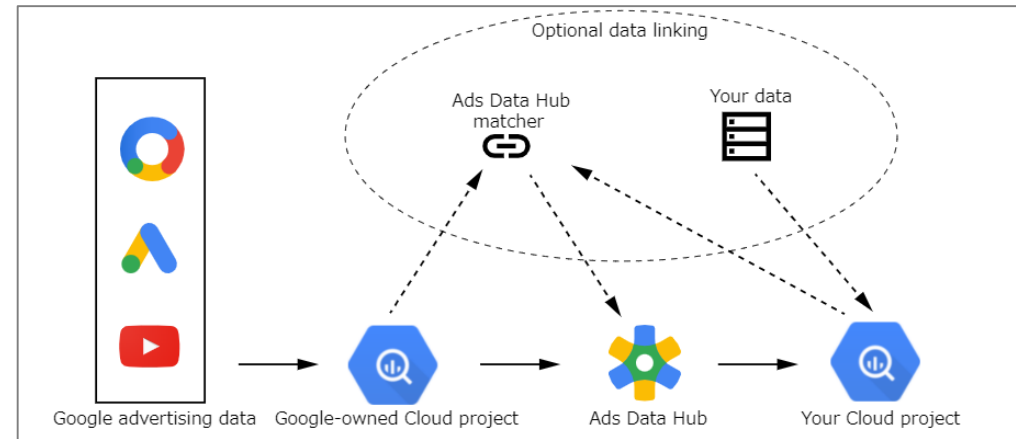 Optional data linking
Ads Data Hub
matcher
Your data
Google advertising data
Google-owned Cloud project
Ads Data Hub
Your Cloud project